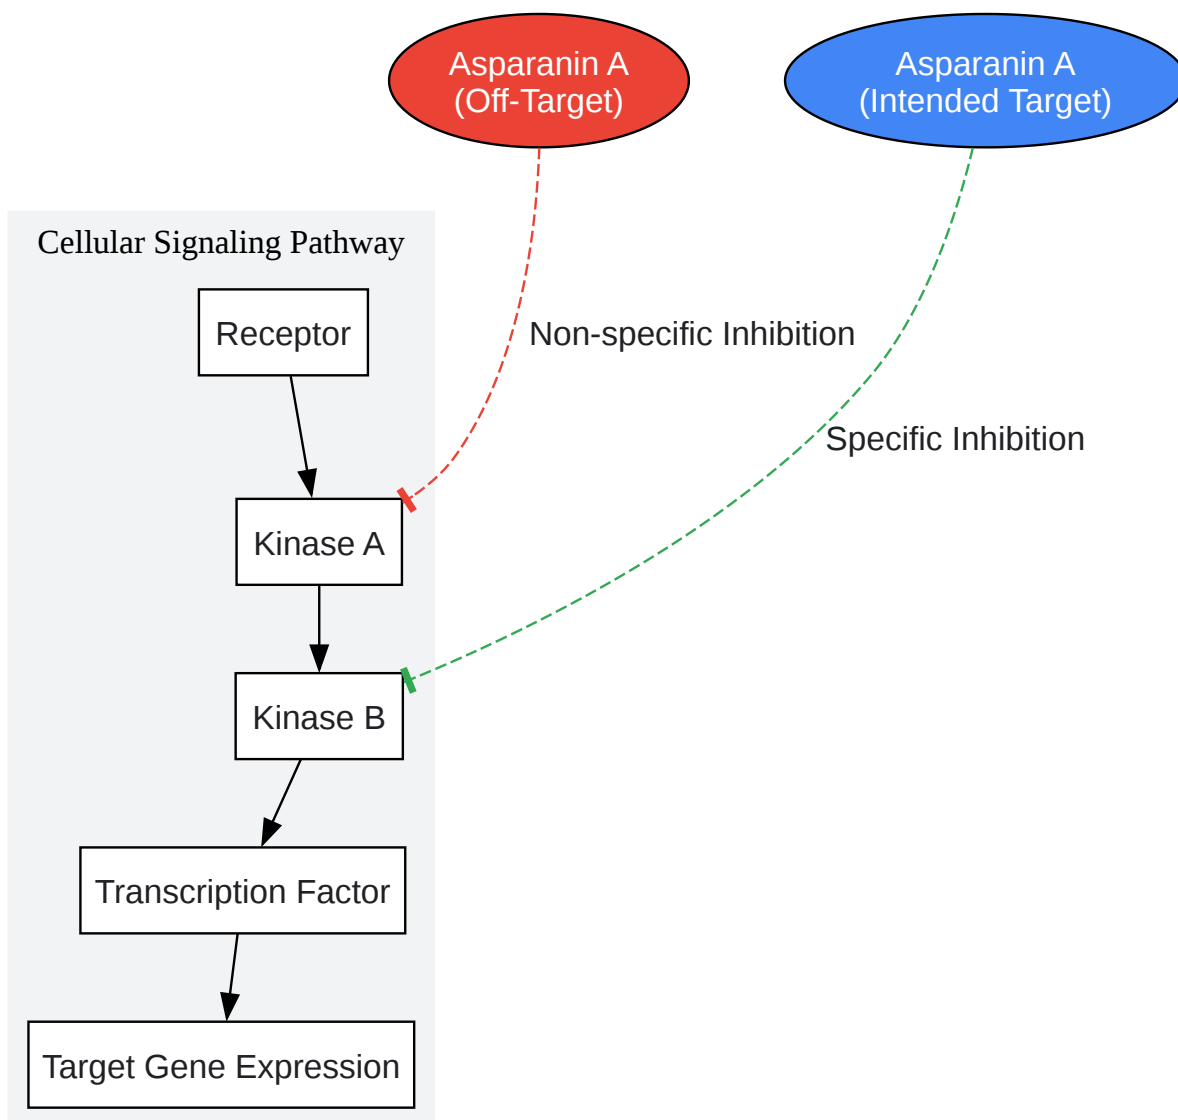 Asparanin A
(Off-Target)
Asparanin A
(Intended Target)
Cellular Signaling Pathway
Receptor
Non-specific Inhibition
Specific Inhibition
Kinase A
Kinase B
Transcription Factor
Target Gene Expression